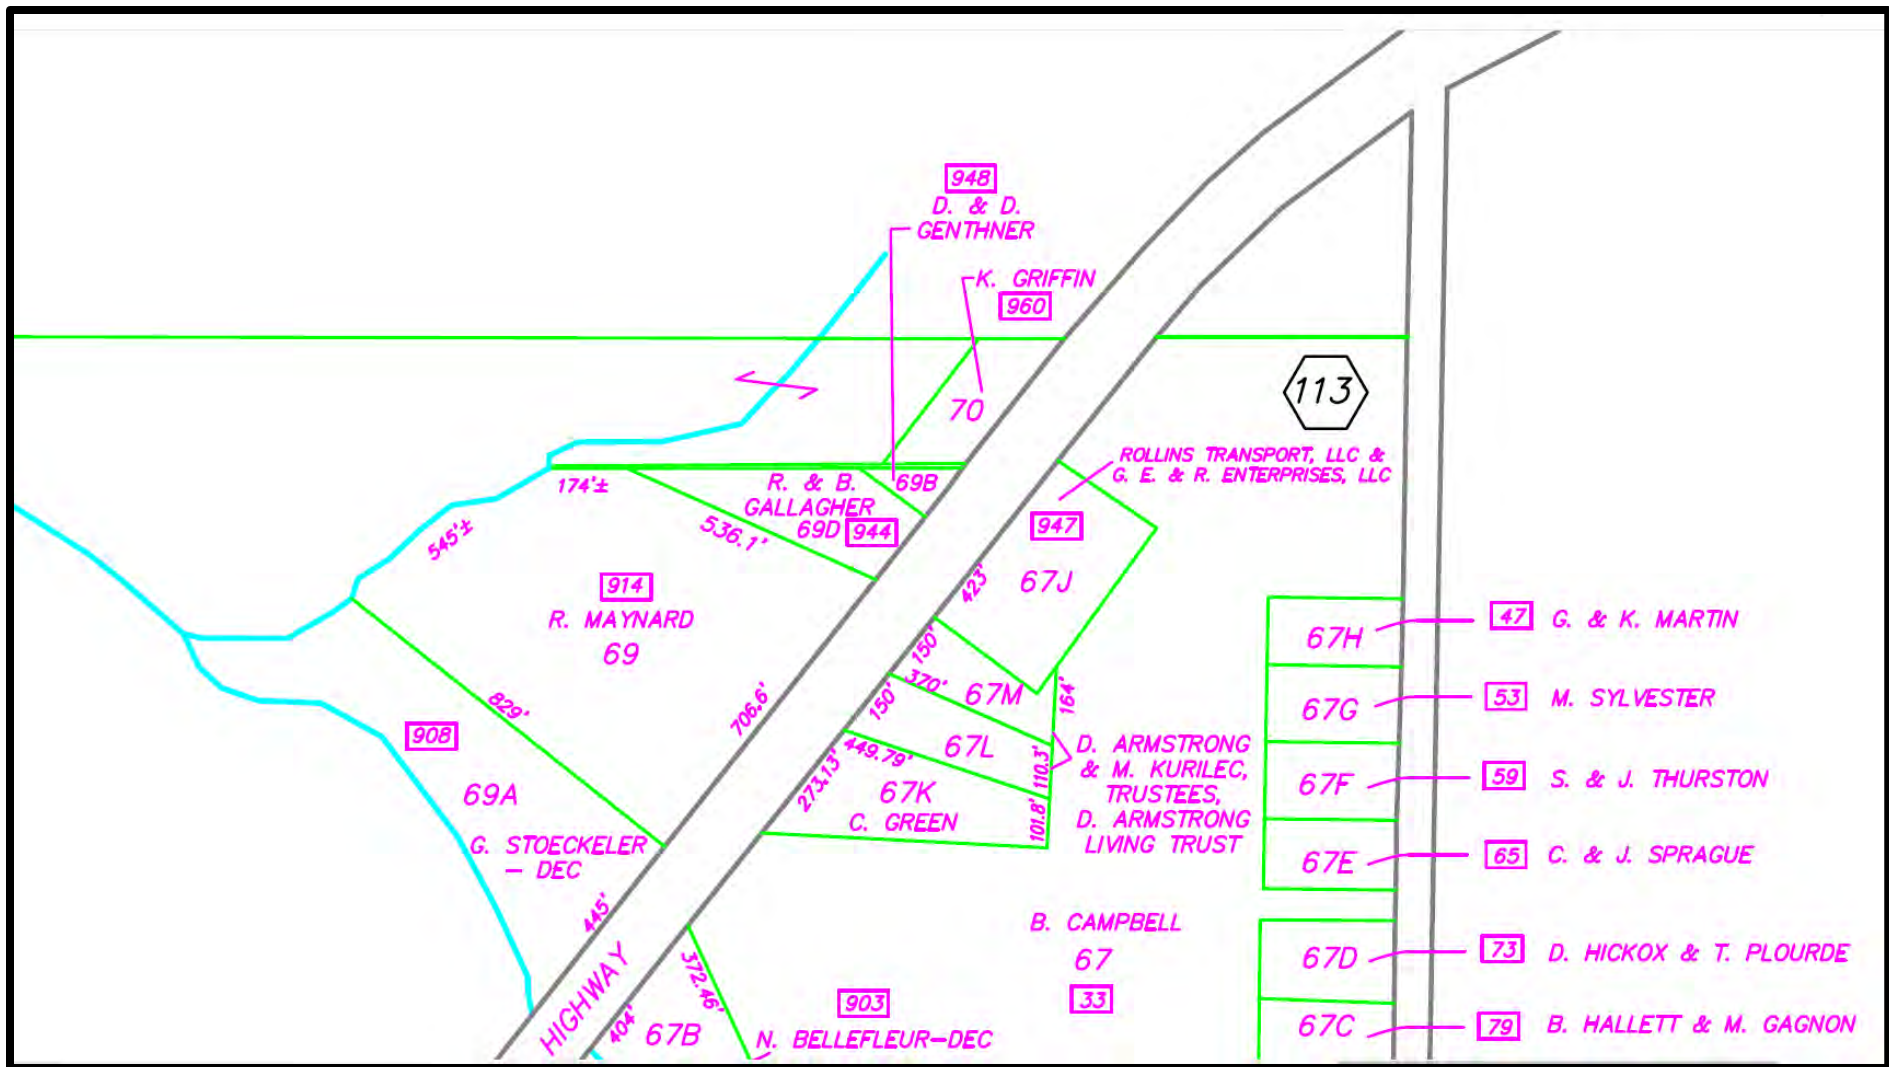 948
D. & D.
GENTHNER
K. GRIFFIN
960
70
113
ROLLINS TRANSPORT, LLC &
G. E. & R. ENTERPRISES, LLC
174'±
R. & B.
GALLAGHER
69D 944
69B
545'±
536.1'
947
67J
423'
914
R. MAYNARD
69
150'
370'
67M
164'
829'
706.6'
150'
908
69A
G. STOECKELER
- DEC
449.79'
67L
110.3'
273.13'
67K
C. GREEN
101.8'
D. ARMSTRONG
& M. KURILEC,
TRUSTEES,
D. ARMSTRONG
LIVING TRUST
67H 47 G. & K. MARTIN
67G 53 M. SYLVESTER
67F 59 S. & J. THURSTON
67E 65 C. & J. SPRAGUE
445'
HIGHWAY
B. CAMPBELL
67
33
67D 73 D. HICKOX & T. PLOURDE
372.46'
404'
67B
903
N. BELLEFLEUR-DEC
67C 79 B. HALLETT & M. GAGNON